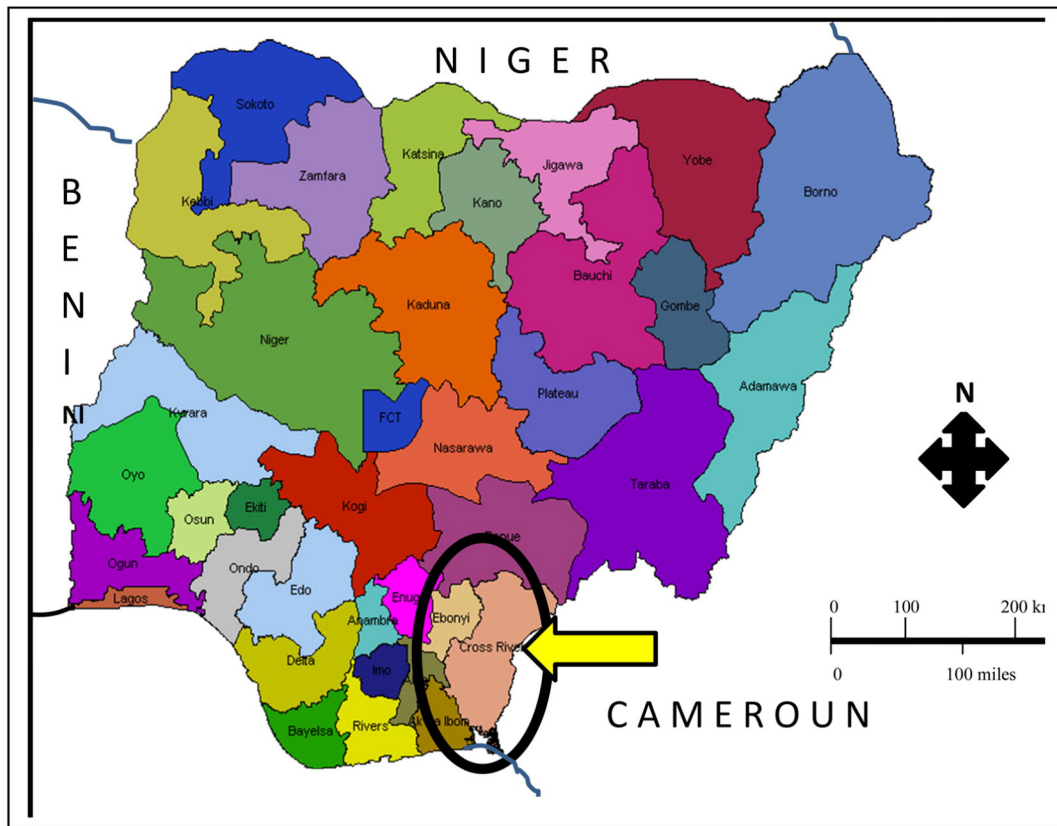 N I G E R
Sokoto
Katsina
Zamfara
Jigawa
Yobe
Kano
Borno
Kebbi
B
E
N
I
N
Bauchi
Kaduna
Gombe
Niger
Adamawa
Plateau
Kwara
FCT
N
Nasarawa
Oyo
Taraba
Kogi
Ekiti
Osun
Ogun
Ondo
Edo
Lagos
Enugu
Anambra
Ebonyi
Cross River
0 100 200 km
Delta
Imo
0 100 miles
Rivers
Bayelsa
C A M E R O U N